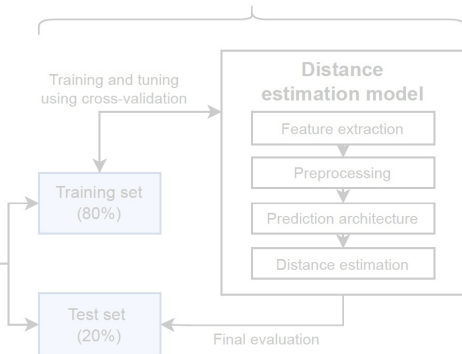 Training and tuning
using cross-validation
Training set
(80%)
Test set
(20%)
Distance
estimation model
Feature extraction
Preprocessing
Prediction architecture
Distance estimation
Final evaluation